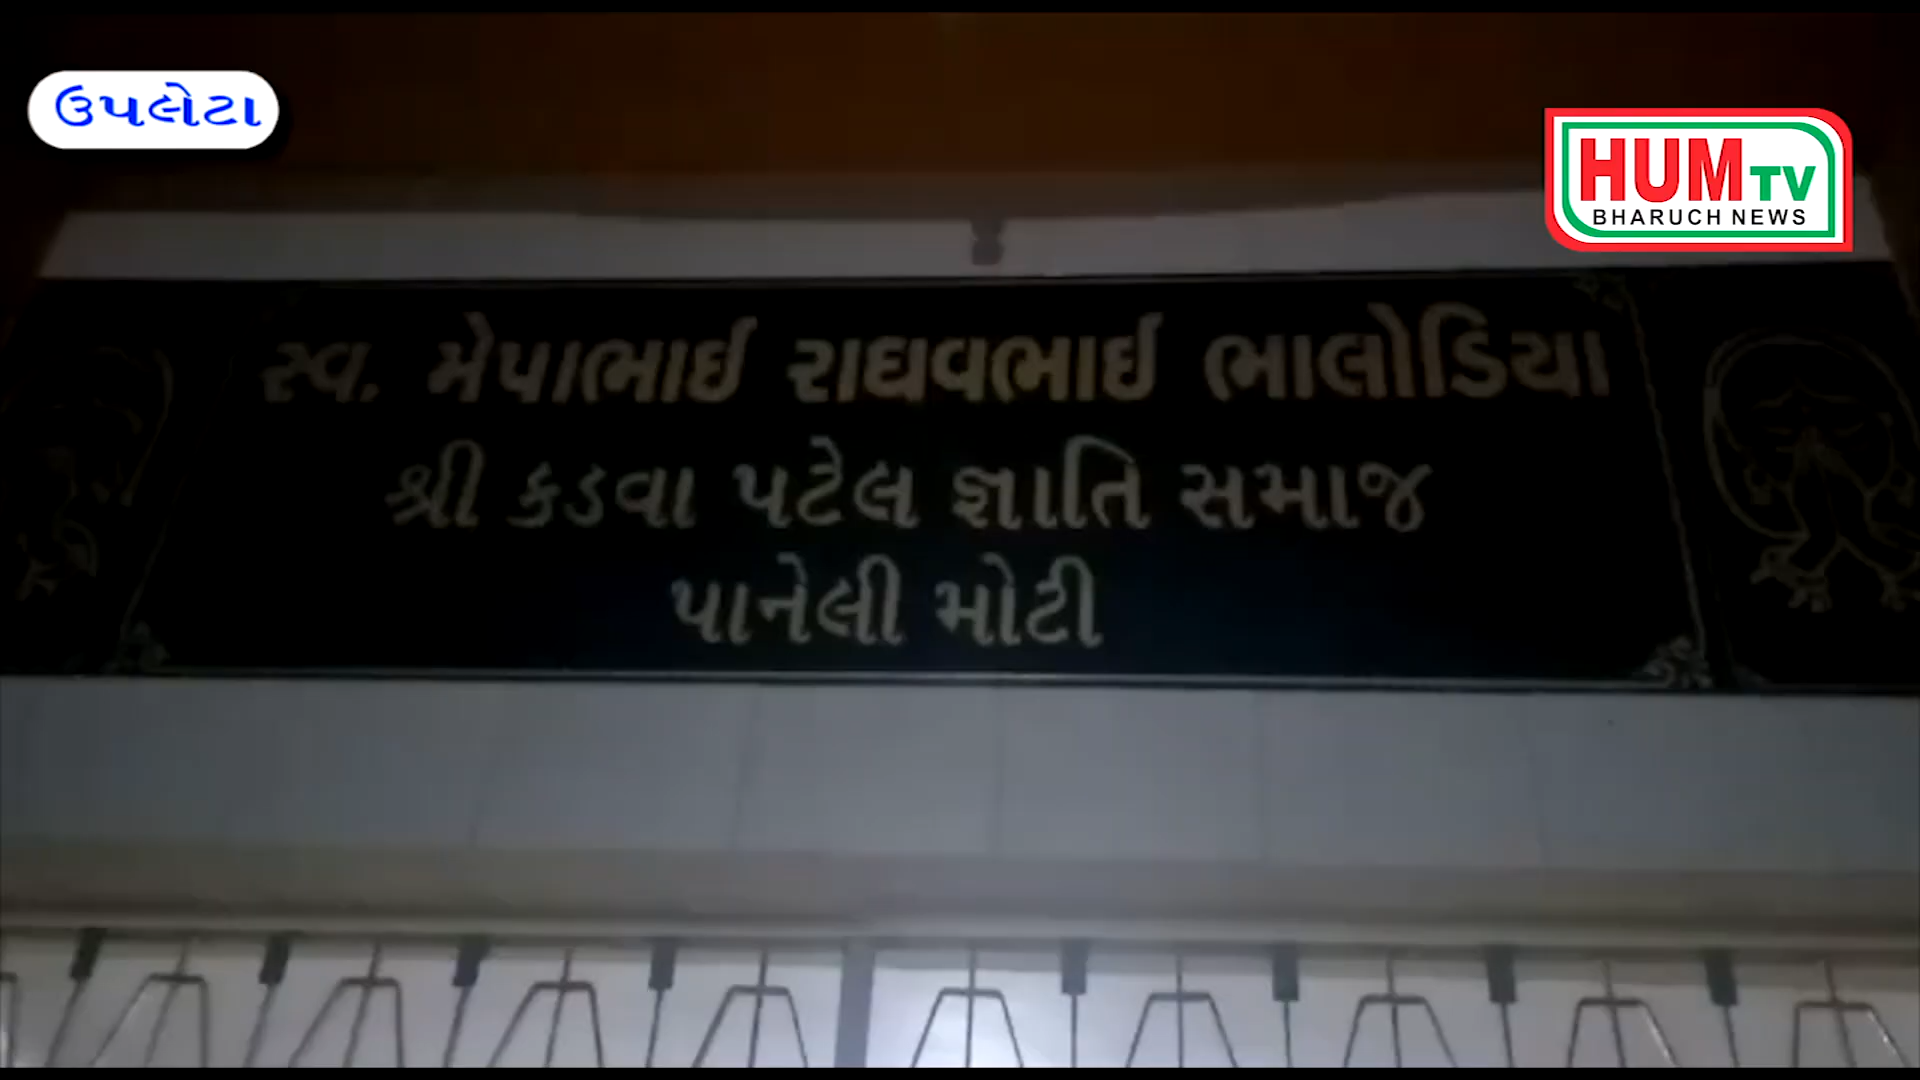 ઉપલેટા
HUM TV
BHARUCH NEWS
સ્વ. મેપાભાઈ રાઘવભાઈ ભાલોડિયા
શ્રી કડવા પટેલ જ્ઞાતિ સમાજ
પાનેલી મોટી